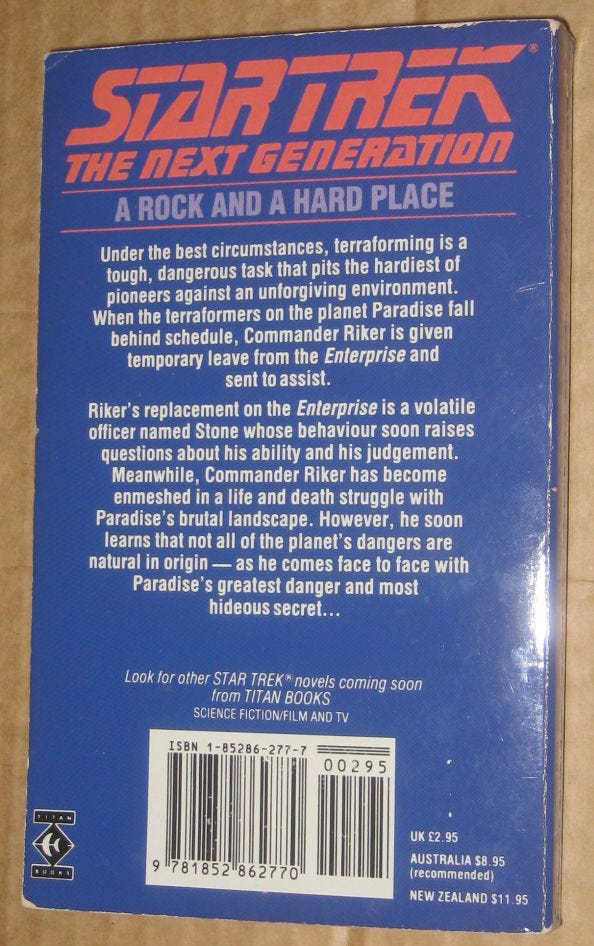 STAR TREK®
THE NEXT GENERATION
A ROCK AND A HARD PLACE
Under the best circumstances, terraforming is a
tough, dangerous task that pits the hardiest of
pioneers against an unforgiving environment.
When the terraformers on the planet Paradise fall
behind schedule, Commander Riker is given
temporary leave from the Enterprise and
sent to assist.
Riker's replacement on the Enterprise is a volatile
officer named Stone whose behaviour soon raises
questions about his ability and his judgement.
Meanwhile, Commander Riker has become
enmeshed in a life and death struggle with
Paradise's brutal landscape. However, he soon
learns that not all of the planet's dangers are
natural in origin — as he comes face to face with
Paradise's greatest danger and most
hideous secret...
Look for other STAR TREK® novels coming soon
from TITAN BOOKS
SCIENCE FICTION/FILM AND TV
ISBN 1-85286-277-7
00295
9 781852 862770
TITAN
BOOKS
UK £2.95
AUSTRALIA $8.95
(recommended)
NEW ZEALAND $11.95